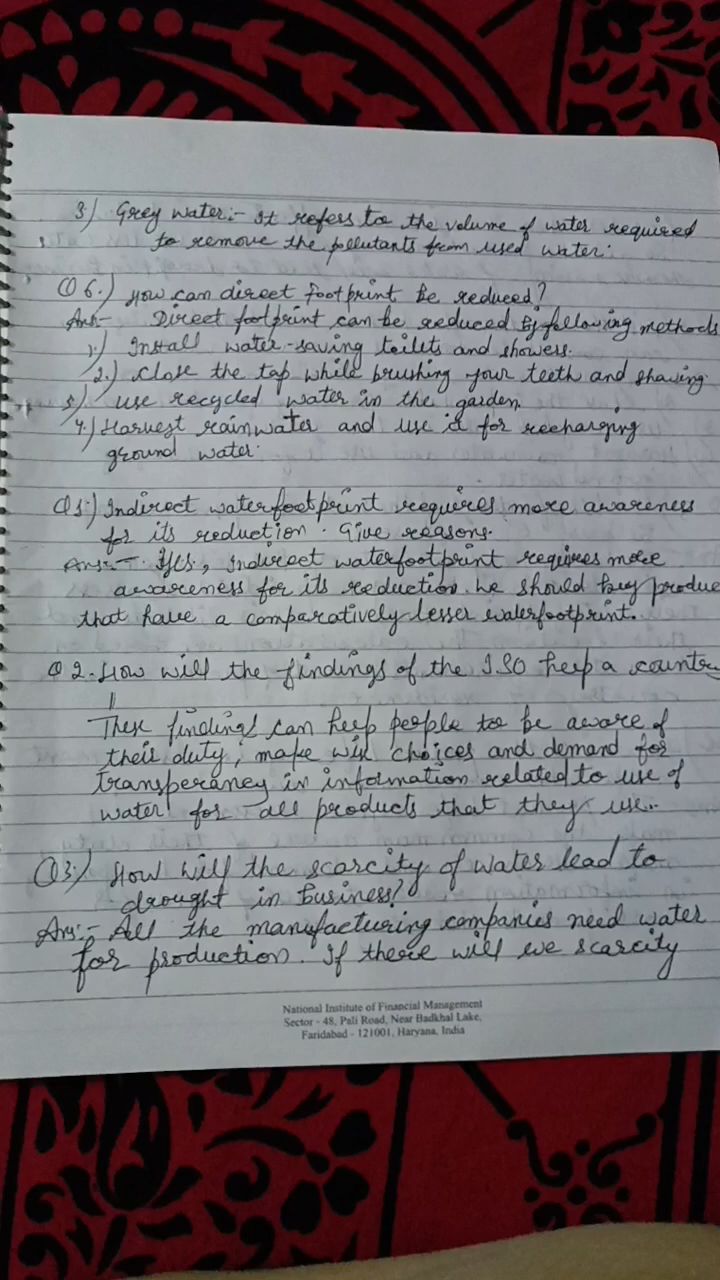 3) Grey water:- It refers to the volume of water required
to remove the pollutants from used water.
Q 6.) How can direct footprint be reduced?
Ans- Direct footprint can be reduced by following methods
1.) Install water-saving toilets and showers.
2.) Close the tap while brushing your teeth and shaving
3) use recycled water in the garden.
4) Harvest rainwater and use it for recharging
ground water.
Q1:) Indirect waterfootprint requires more awareness
for its reduction. Give reasons.
Ans:- Yes, Indirect waterfootprint requires more
awareness for its reduction. we should buy produc
that have a comparatively lesser waterfootprint.
Q 2. How will the findings of the ISO help a country
These findings can help people to be aware of
their duty, make wise choices and demand for
transperancy in information related to use of
water for all products that they use.
Q3:) How will the scarcity of water lead to
drought in business?
Ans:- All the manufacturing companies need water
for production. If there will we scarcity
National Institute of Financial Management
Sector - 48, Pali Road, Near Badkhal Lake,
Faridabad - 121001, Haryana, India